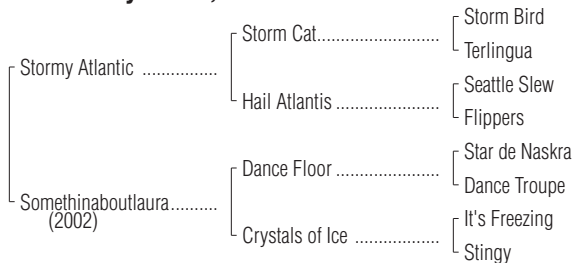 Storm Bird
Storm Cat....................
Terlingua
Stormy Atlantic ...............
Seattle Slew
Hail Atlantis .....................
Flippers
Star de Naskra
Dance Floor .....................
Dance Troupe
Somethinaboutlaura.........
(2002)
It's Freezing
Crystals of Ice .................
Stingy